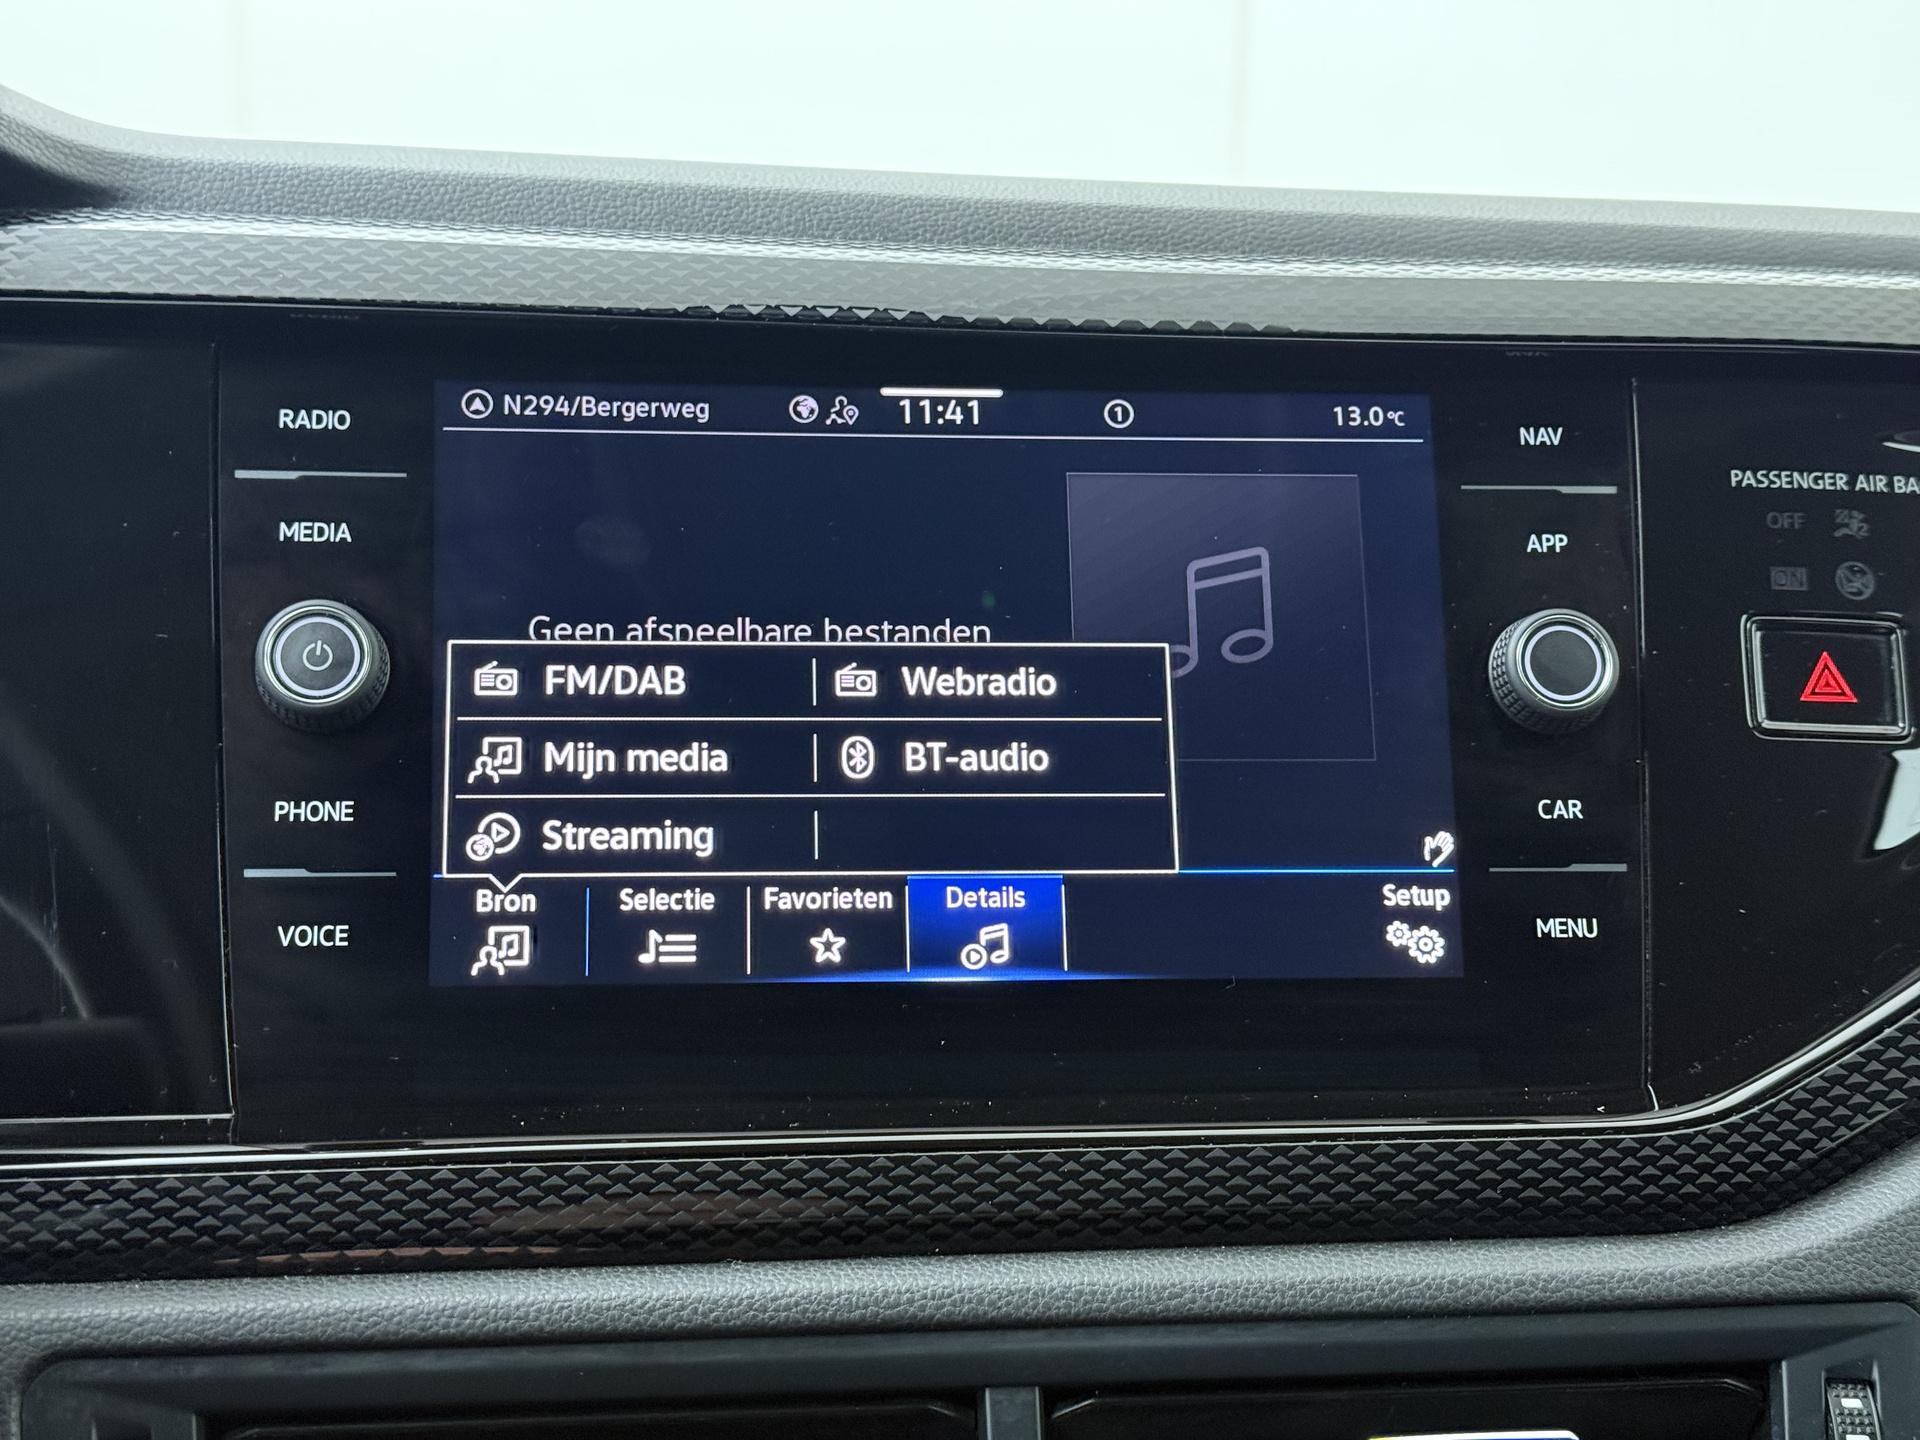 RADIO
MEDIA
PHONE
VOICE
N294/Bergerweg
11:41
1
13.0°C
Geen afspeelbare bestanden
FM/DAB
Webradio
Mijn media
BT-audio
Streaming
Bron
Selectie
Favorieten
Details
Setup
NAV
APP
CAR
MENU
PASSENGER AIR BA
OFF
ON